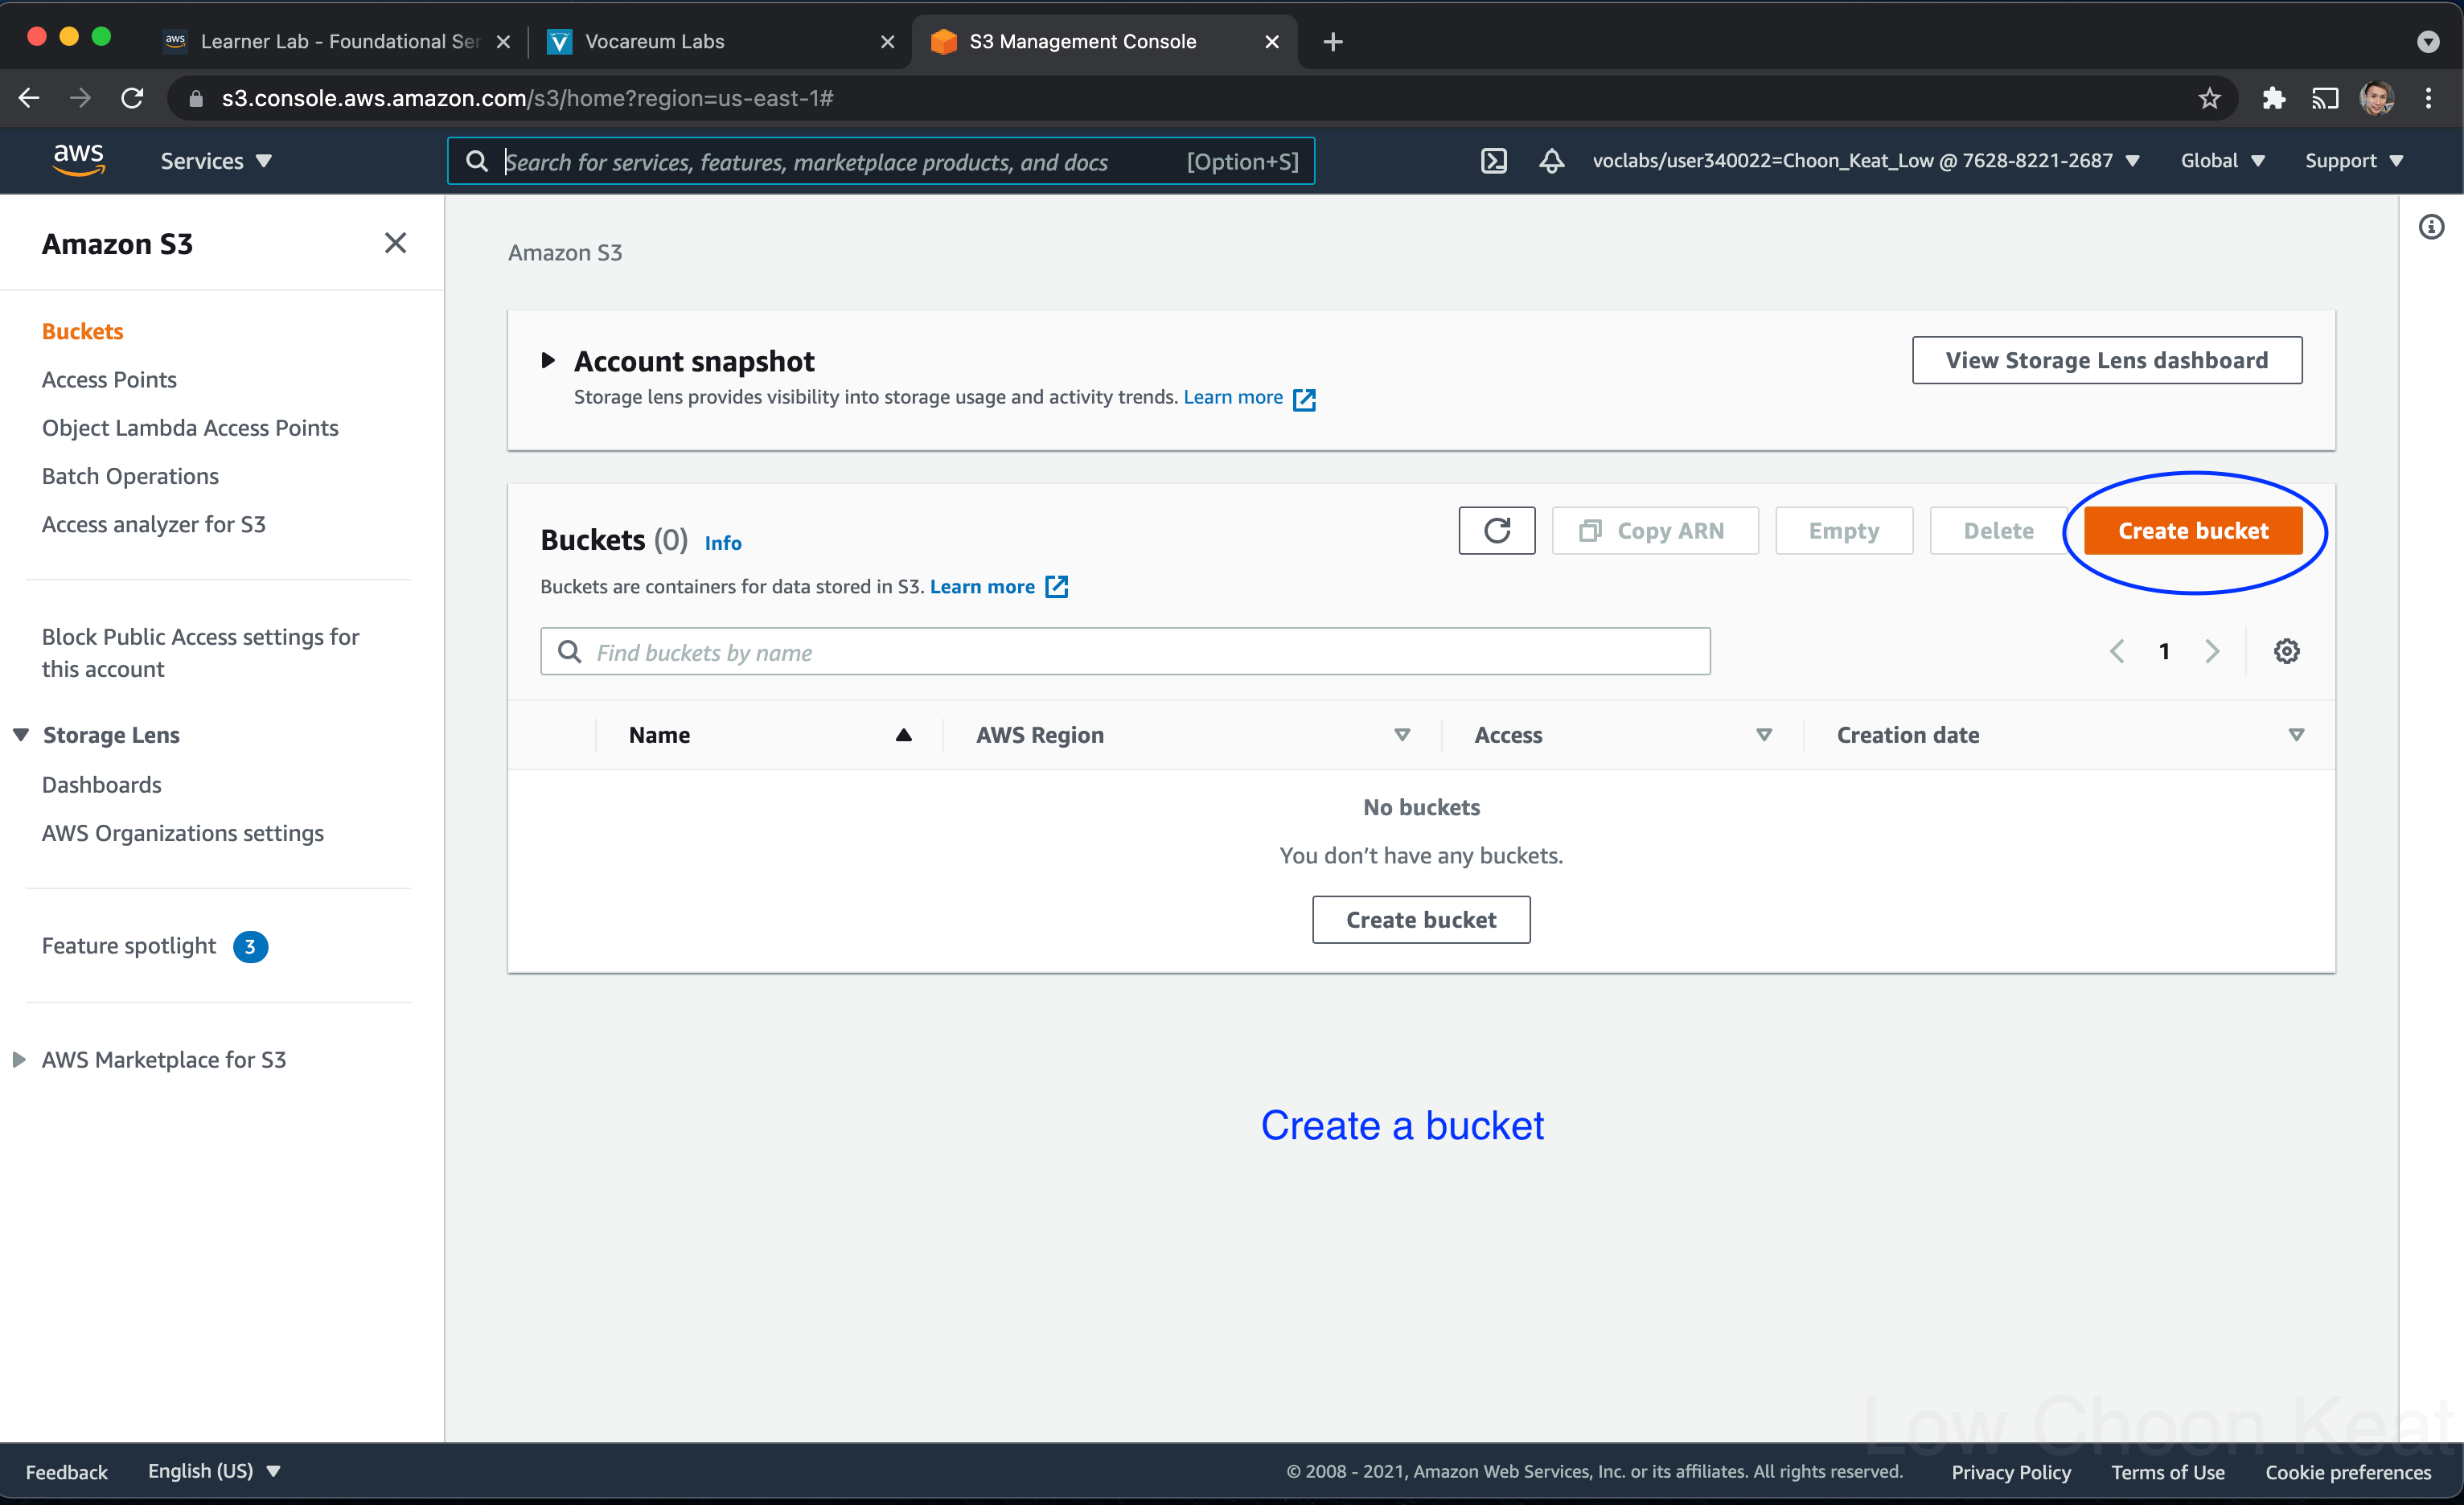 aws Learner Lab - Foundational Ser
Vocareum Labs
S3 Management Console
s3.console.aws.amazon.com/s3/home?region=us-east-1#
aws Services Search for services, features, marketplace products, and docs [Option+S] voclabs/user340022=Choon_Keat_Low @ 7628-8221-2687 Global Support
Amazon S3
Buckets
Access Points
Object Lambda Access Points
Batch Operations
Access analyzer for S3
Block Public Access settings for
this account
Storage Lens
Dashboards
AWS Organizations settings
Feature spotlight 3
AWS Marketplace for S3
Amazon S3
Account snapshot
View Storage Lens dashboard
Storage lens provides visibility into storage usage and activity trends. Learn more
Buckets (0) Info
Copy ARN Empty Delete Create bucket
Buckets are containers for data stored in S3. Learn more
Find buckets by name
1
Name AWS Region Access Creation date
No buckets
You don’t have any buckets.
Create bucket
Create a bucket
Low Choon Keat
Feedback English (US) © 2008 - 2021, Amazon Web Services, Inc. or its affiliates. All rights reserved. Privacy Policy Terms of Use Cookie preferences